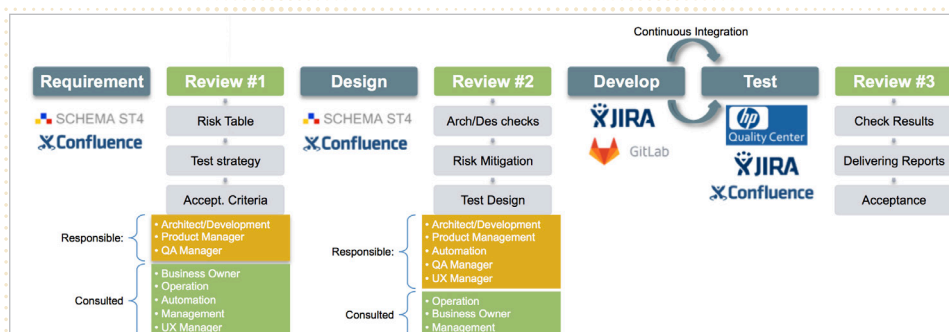 Continuous Integration
Requirement
Review #1
Design
Review #2
Develop
Test
Review #3
SCHEMA ST4
Confluence
Risk Table
Test strategy
Accept. Criteria
SCHEMA ST4
Confluence
Arch/Des checks
Risk Mitigation
Test Design
JIRA
GitLab
hp
Quality Center
JIRA
Confluence
Check Results
Delivering Reports
Acceptance
Responsible:
• Architect/Development
• Product Manager
• QA Manager
Consulted
• Business Owner
• Operation
• Automation
• Management
• UX Manager
Responsible:
• Architect/Development
• Product Management
• Automation
• QA Manager
• UX Manager
Consulted
• Operation
• Business Owner
• Management